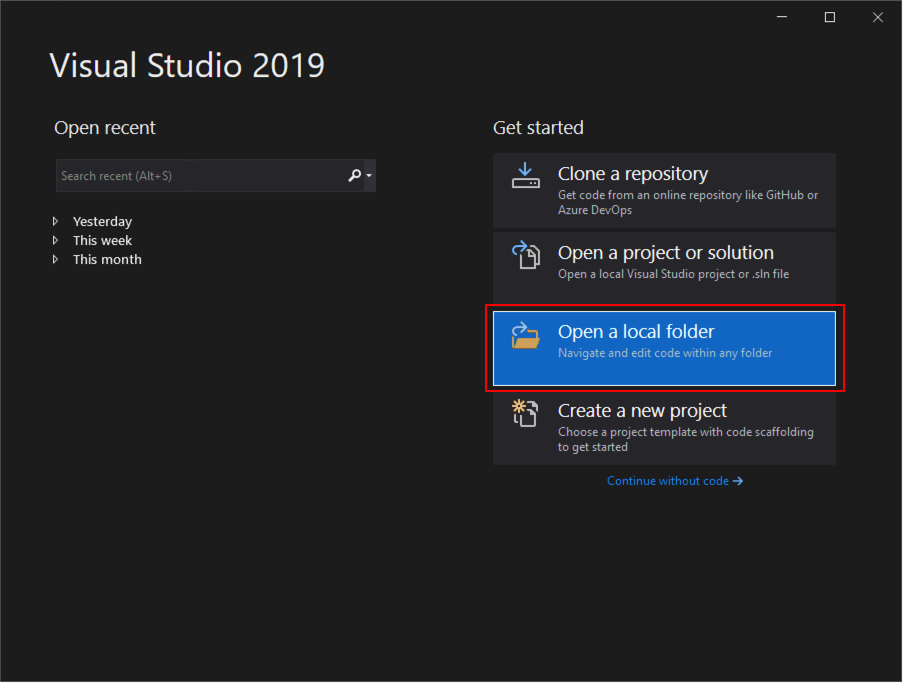 Visual Studio 2019
Open recent
Search recent (Alt+S)
Yesterday
This week
This month
Get started
Clone a repository
Get code from an online repository like GitHub or
Azure DevOps
Open a project or solution
Open a local Visual Studio project or .sln file
Open a local folder
Navigate and edit code within any folder
Create a new project
Choose a project template with code scaffolding
to get started
Continue without code →